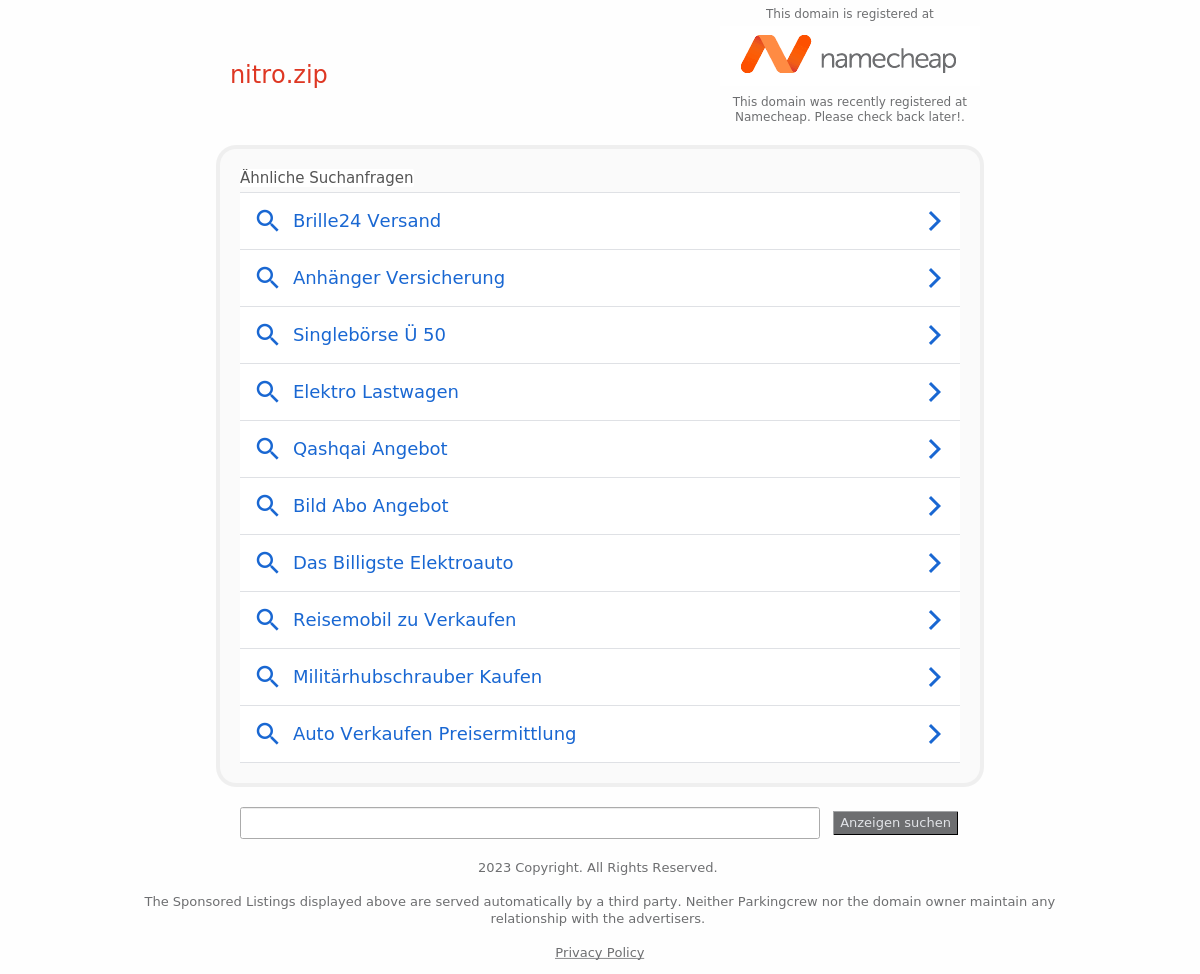 This domain is registered at
namecheap
nitro.zip
This domain was recently registered at
Namecheap. Please check back later!.
Ähnliche Suchanfragen
Brille24 Versand
Anhänger Versicherung
Singlebörse Ü 50
Elektro Lastwagen
Qashqai Angebot
Bild Abo Angebot
Das Billigste Elektroauto
Reisemobil zu Verkaufen
Militärhubschrauber Kaufen
Auto Verkaufen Preisermittlung
Anzeigen suchen
2023 Copyright. All Rights Reserved.
The Sponsored Listings displayed above are served automatically by a third party. Neither Parkingcrew nor the domain owner maintain any
relationship with the advertisers.
Privacy Policy